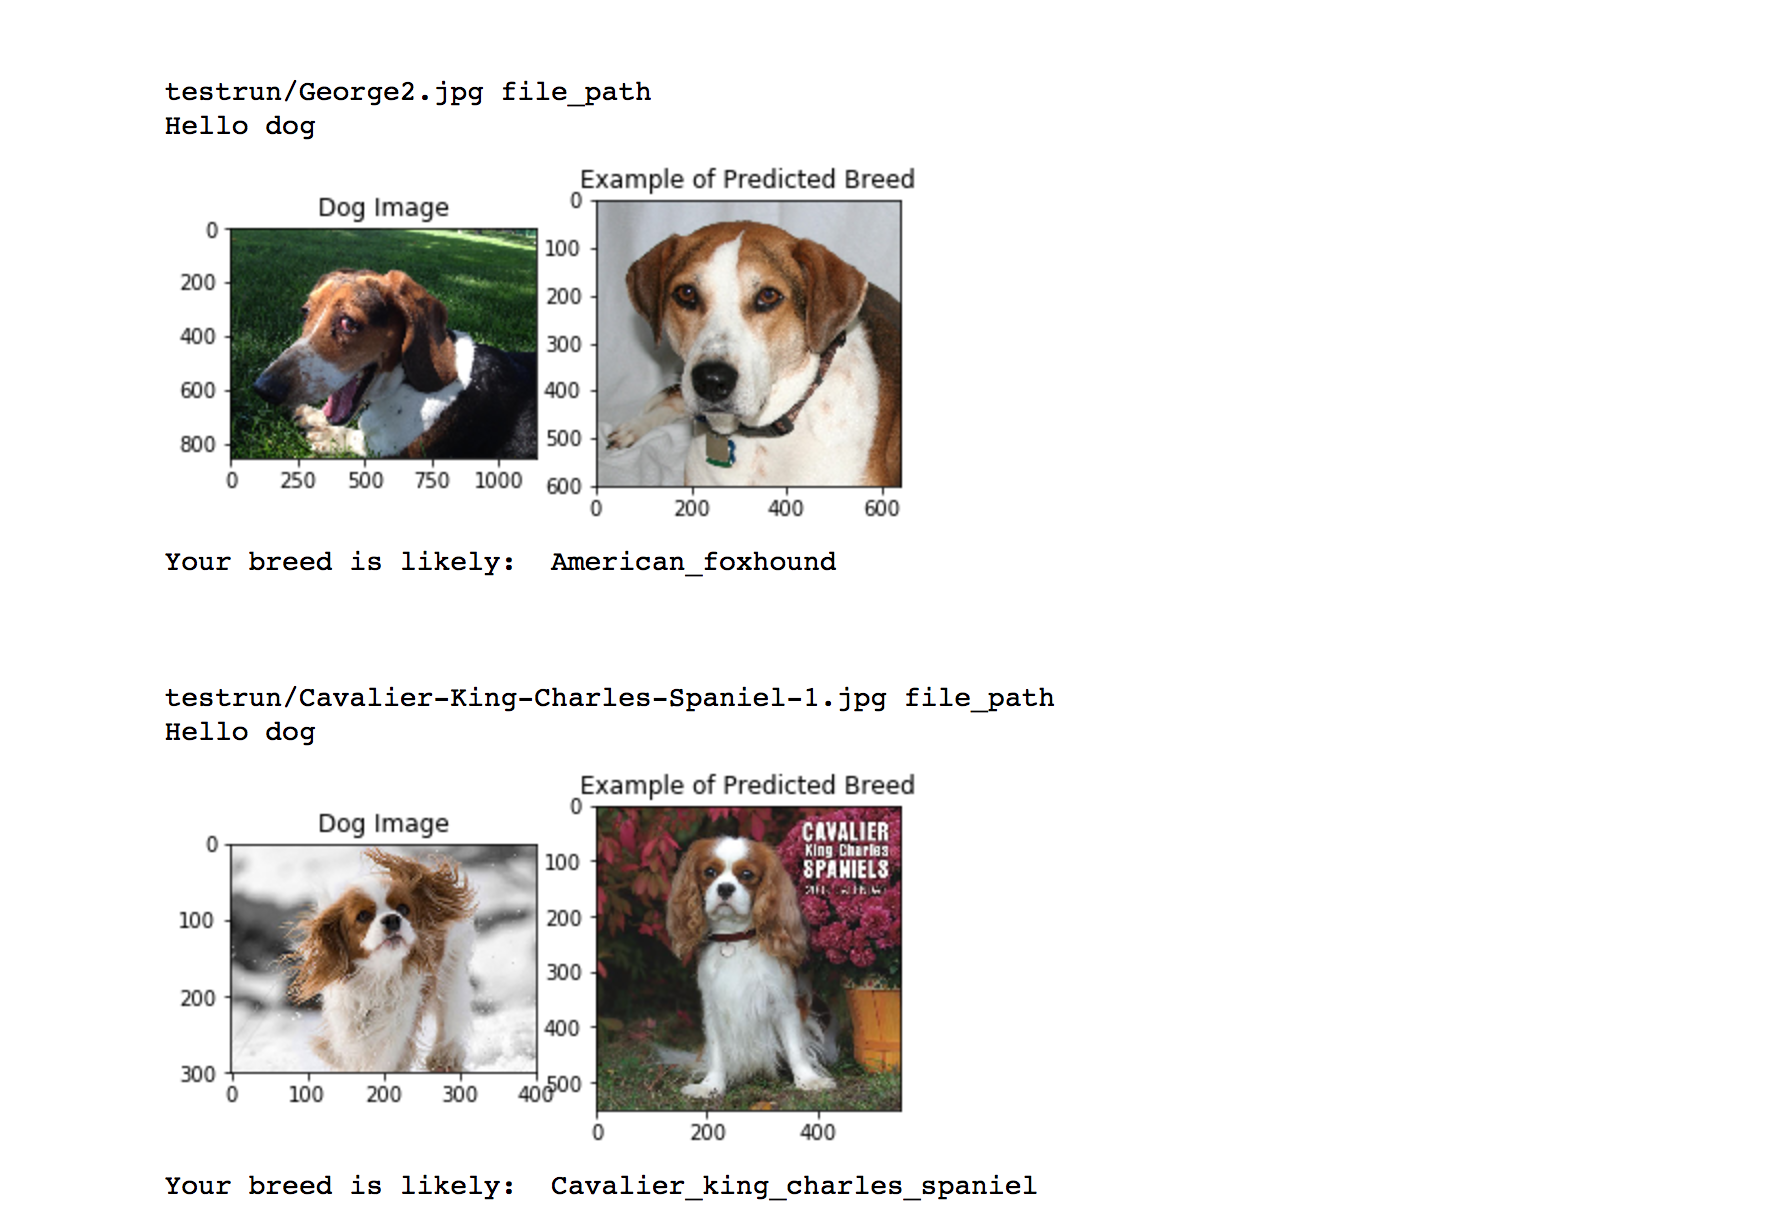 testrun/George2.jpg file_path
Hello dog
Dog Image
0
200
400
600
800
0 250 500 750 1000
Example of Predicted Breed
0
100
200
300
400
500
600
0 200 400 600
Your breed is likely:  American_foxhound
testrun/Cavalier-King-Charles-Spaniel-1.jpg file_path
Hello dog
Dog Image
0
100
200
300
0 100 200 300 400
Example of Predicted Breed
0
100
200
300
400
500
0 200 400
CAVALIER
King Charles
SPANIELS
Your breed is likely:  Cavalier_king_charles_spaniel